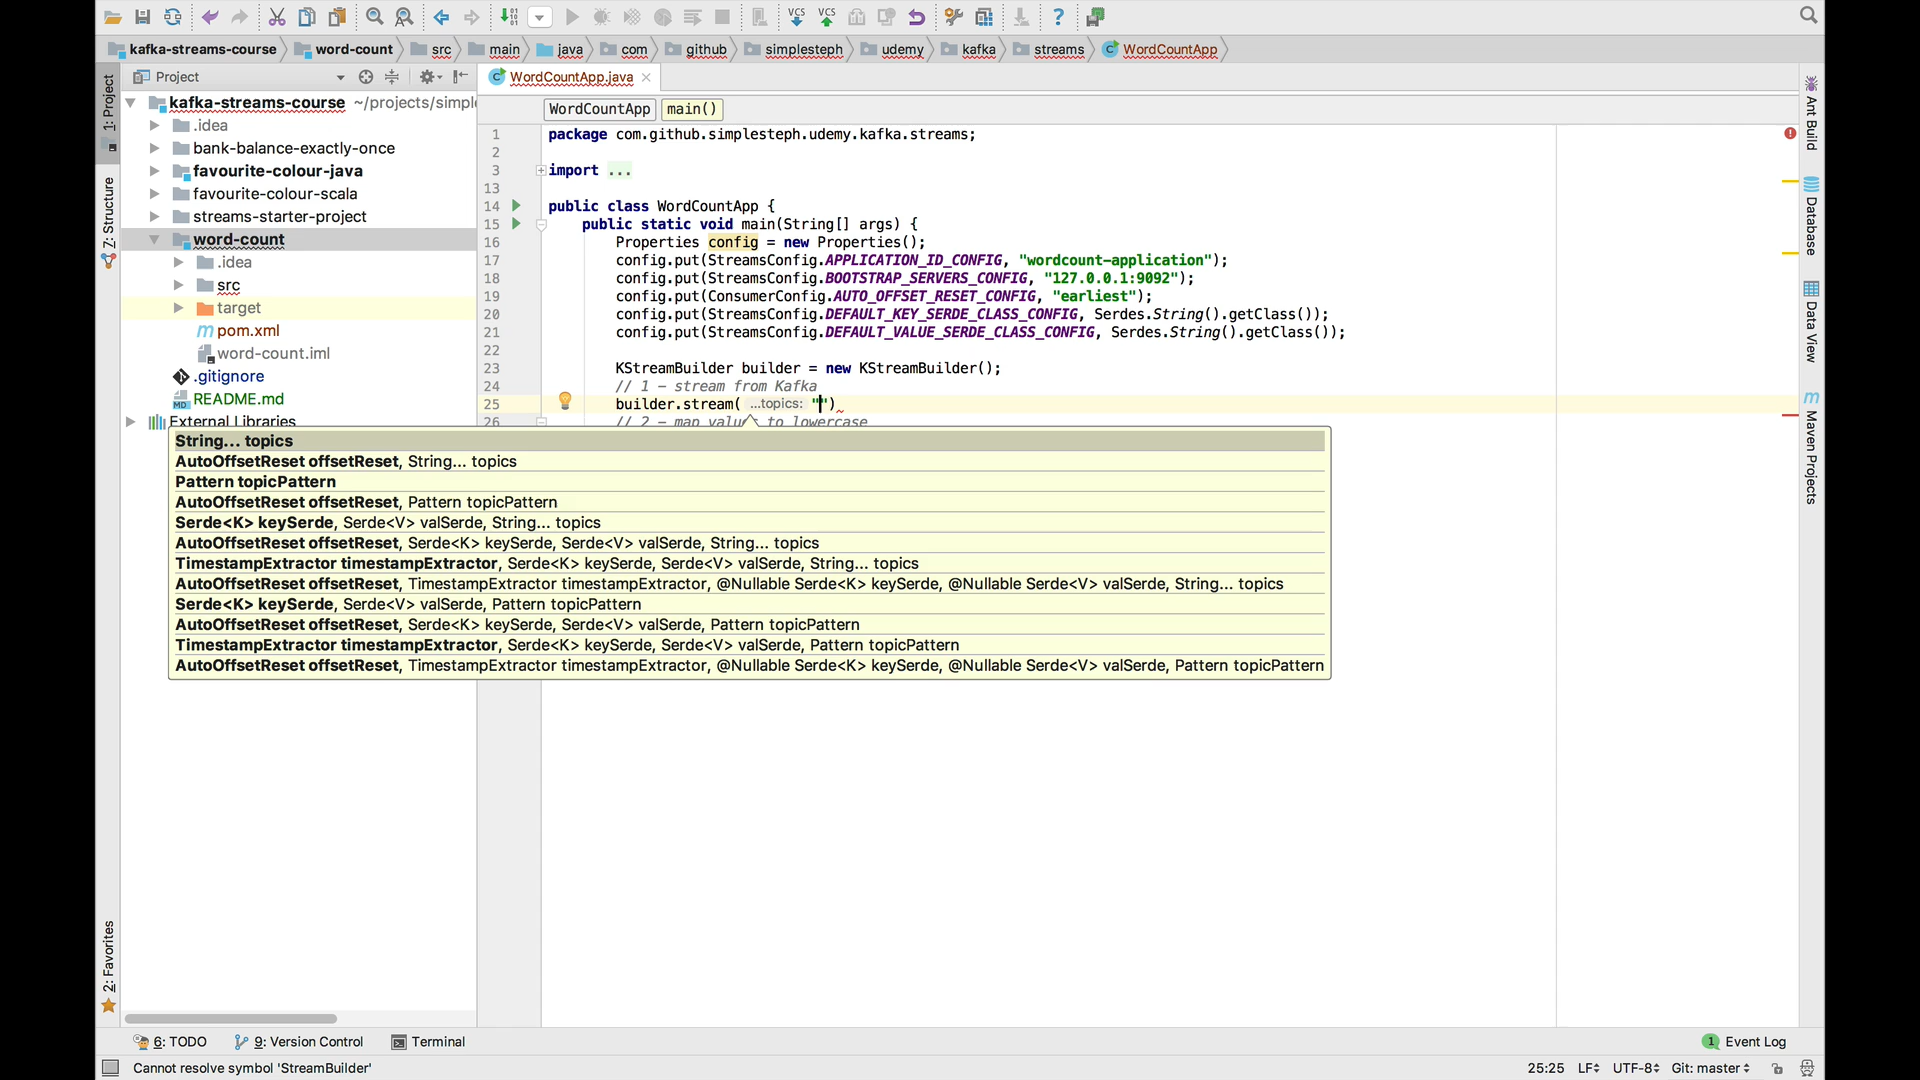 VCS VCS
kafka-streams-course word-count src main java com github simplesteph udemy kafka streams WordCountApp
Project WordCountApp.java
1: Project
Z: Structure
2: Favorites
kafka-streams-course ~/projects/simpl
.idea
bank-balance-exactly-once
favourite-colour-java
favourite-colour-scala
streams-starter-project
word-count
.idea
src
target
pom.xml
word-count.iml
.gitignore
README.md
External Libraries
WordCountApp main()
1 package com.github.simplesteph.udemy.kafka.streams;
2
3 import ...
13
14 public class WordCountApp {
15 public static void main(String[] args) {
16 Properties config = new Properties();
17 config.put(StreamsConfig.APPLICATION_ID_CONFIG, "wordcount-application");
18 config.put(StreamsConfig.BOOTSTRAP_SERVERS_CONFIG, "127.0.0.1:9092");
19 config.put(ConsumerConfig.AUTO_OFFSET_RESET_CONFIG, "earliest");
20 config.put(StreamsConfig.DEFAULT_KEY_SERDE_CLASS_CONFIG, Serdes.String().getClass());
21 config.put(StreamsConfig.DEFAULT_VALUE_SERDE_CLASS_CONFIG, Serdes.String().getClass());
22
23 KStreamBuilder builder = new KStreamBuilder();
24 // 1 - stream from Kafka
25 builder.stream( ...topics: "")
26 // 2 - map values to lowercase
String... topics
AutoOffsetReset offsetReset, String... topics
Pattern topicPattern
AutoOffsetReset offsetReset, Pattern topicPattern
Serde<K> keySerde, Serde<V> valSerde, String... topics
AutoOffsetReset offsetReset, Serde<K> keySerde, Serde<V> valSerde, String... topics
TimestampExtractor timestampExtractor, Serde<K> keySerde, Serde<V> valSerde, String... topics
AutoOffsetReset offsetReset, TimestampExtractor timestampExtractor, @Nullable Serde<K> keySerde, @Nullable Serde<V> valSerde, String... topics
Serde<K> keySerde, Serde<V> valSerde, Pattern topicPattern
AutoOffsetReset offsetReset, Serde<K> keySerde, Serde<V> valSerde, Pattern topicPattern
TimestampExtractor timestampExtractor, Serde<K> keySerde, Serde<V> valSerde, Pattern topicPattern
AutoOffsetReset offsetReset, TimestampExtractor timestampExtractor, @Nullable Serde<K> keySerde, @Nullable Serde<V> valSerde, Pattern topicPattern
Ant Build
Database
Data View
Maven Projects
6: TODO 9: Version Control Terminal 1 Event Log
Cannot resolve symbol 'StreamBuilder' 25:25 LF UTF-8 Git: master